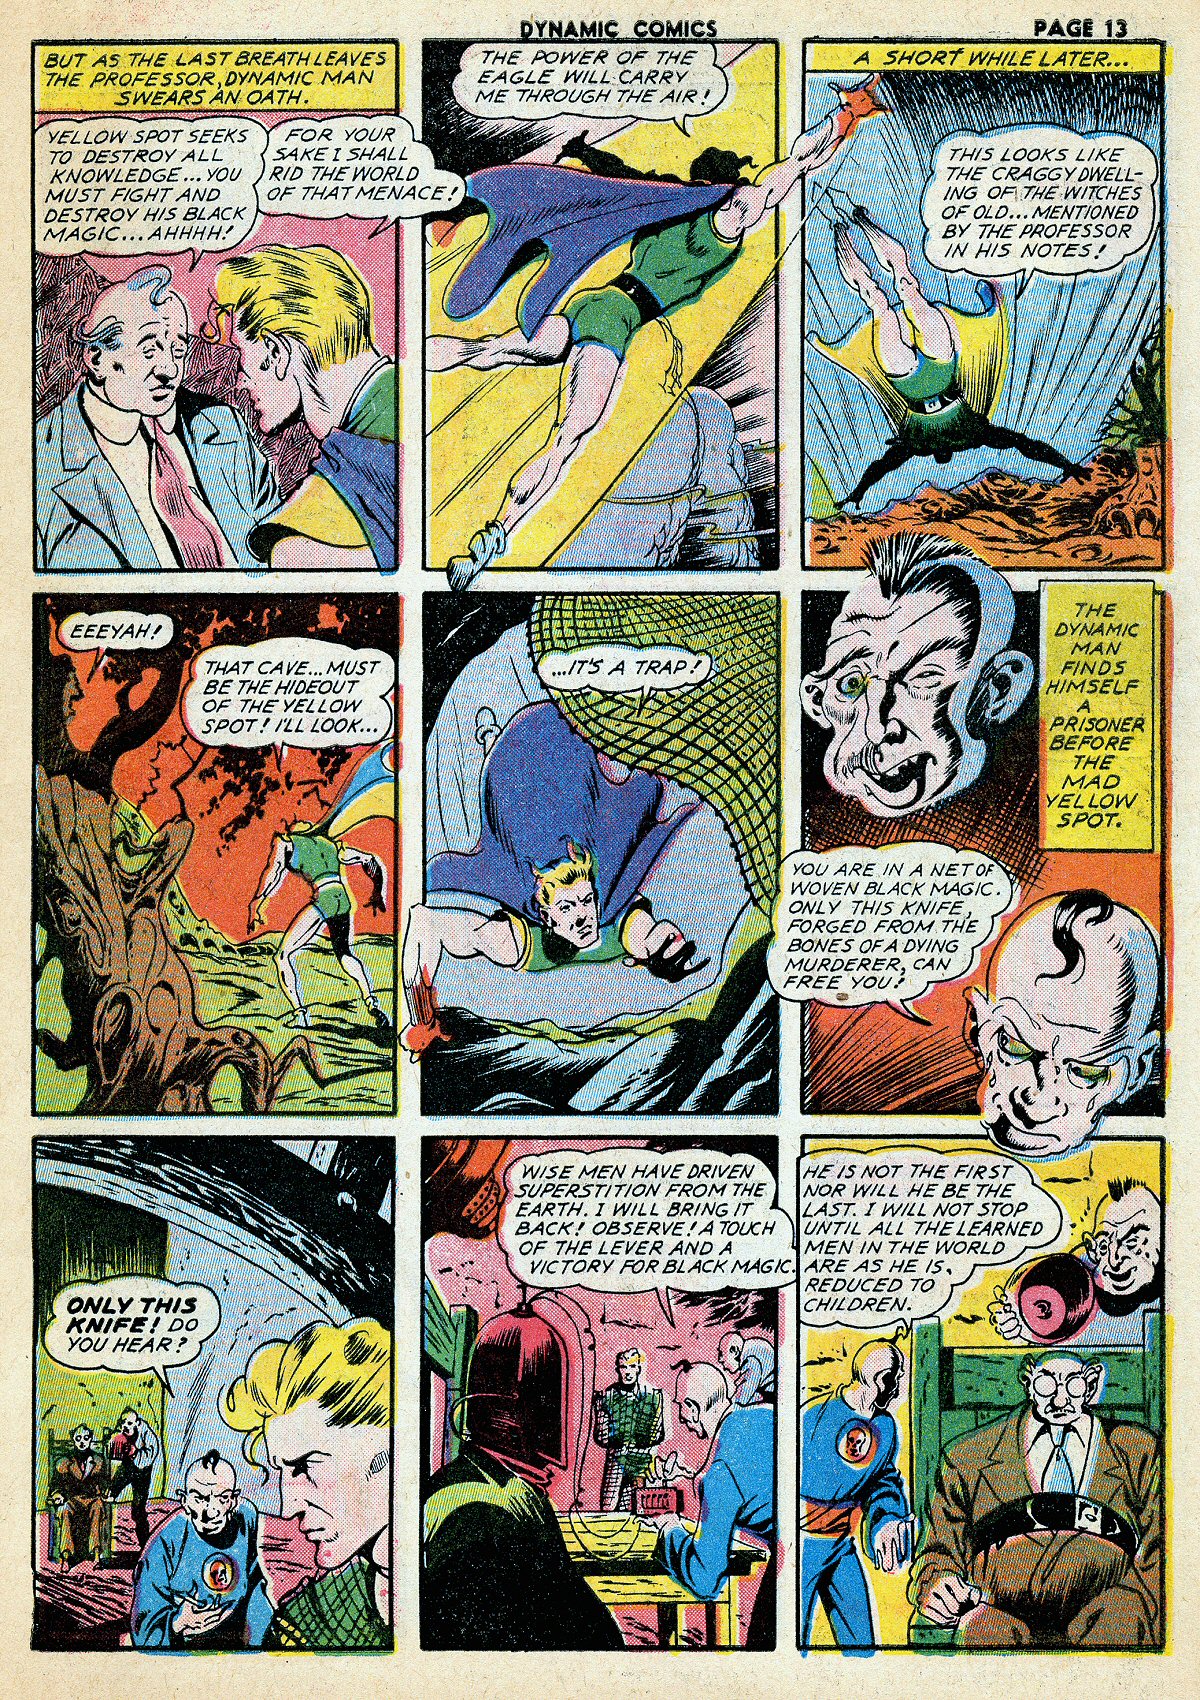 DYNAMIC COMICS
PAGE 13
BUT AS THE LAST BREATH LEAVES
THE PROFESSOR, DYNAMIC MAN
SWEARS AN OATH.
YELLOW SPOT SEEKS
TO DESTROY ALL
KNOWLEDGE... YOU
MUST FIGHT AND
DESTROY HIS BLACK
MAGIC... AHHHH!
FOR YOUR
SAKE I SHALL
RID THE WORLD
OF THAT MENACE!
THE POWER OF THE
EAGLE WILL CARRY
ME THROUGH THE AIR!
A SHORT WHILE LATER...
THIS LOOKS LIKE
THE CRAGGY DWELL-
ING OF THE WITCHES
OF OLD... MENTIONED
BY THE PROFESSOR
IN HIS NOTES!
EEEYAH!
THAT CAVE... MUST
BE THE HIDEOUT
OF THE YELLOW
SPOT! I'LL LOOK...
...IT'S A TRAP!
THE
DYNAMIC
MAN
FINDS
HIMSELF
A
PRISONER
BEFORE
THE
MAD
YELLOW
SPOT.
YOU ARE IN A NET OF
WOVEN BLACK MAGIC.
ONLY THIS KNIFE,
FORGED FROM THE
BONES OF A DYING
MURDERER, CAN
FREE YOU!
ONLY THIS
KNIFE! DO
YOU HEAR?
WISE MEN HAVE DRIVEN
SUPERSTITION FROM THE
EARTH. I WILL BRING IT
BACK! OBSERVE! A TOUCH
OF THE LEVER AND A
VICTORY FOR BLACK MAGIC.
HE IS NOT THE FIRST
NOR WILL HE BE THE
LAST. I WILL NOT STOP
UNTIL ALL THE LEARNED
MEN IN THE WORLD
ARE AS HE IS,
REDUCED TO
CHILDREN.